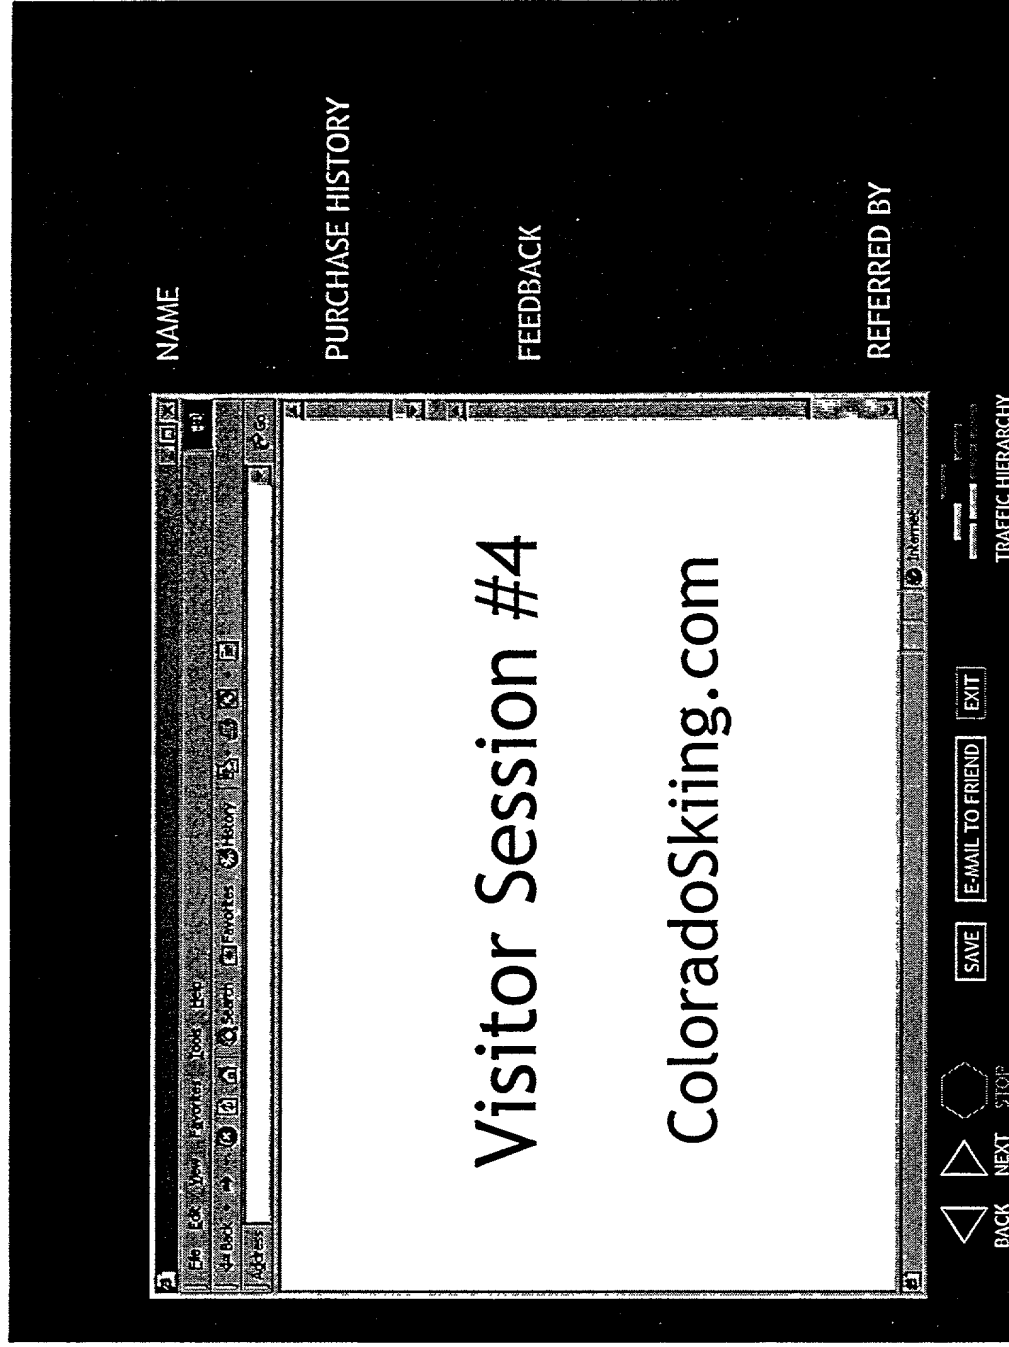 NAME
File Edit View Favorites Tools Help
Back Search Favorites History
Address Go
PURCHASE HISTORY
Visitor Session #4
FEEDBACK
ColoradoSkiing.com
REFERRED BY
Internet
BACK NEXT STOP SAVE E-MAIL TO FRIEND EXIT
TRAFFIC HIERARCHY